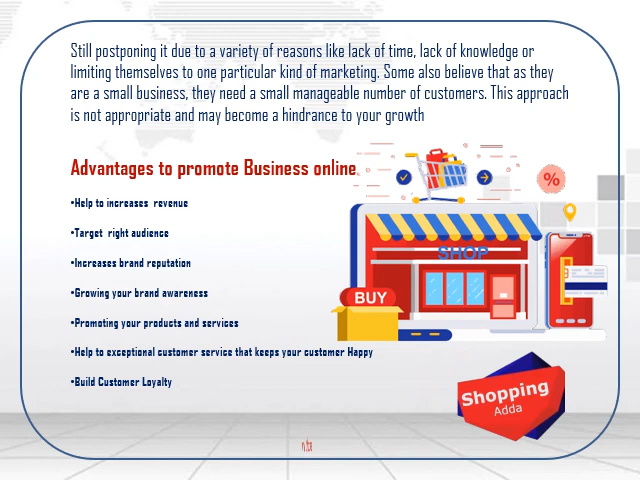 Still postponing it due to a variety of reasons like lack of time, lack of knowledge or
limiting themselves to one particular kind of marketing. Some also believe that as they
are a small business, they need a small manageable number of customers. This approach
is not appropriate and may become a hindrance to your growth
Advantages to promote Business online
•Help to increases revenue
•Target right audience
•Increases brand reputation
•Growing your brand awareness
•Promoting your products and services
•Help to exceptional customer service that keeps your customer Happy
•Build Customer Loyalty
%
SHOP
BUY
Shopping
Adda